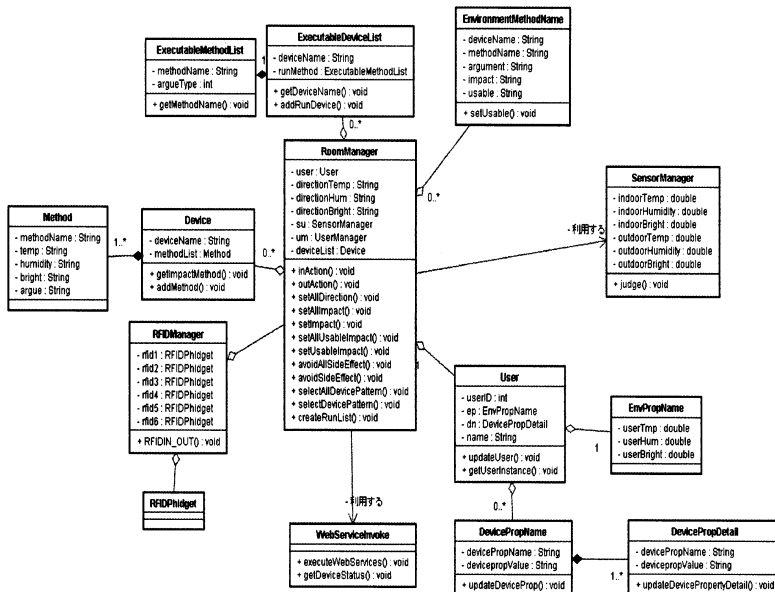 ExecutableMethodList
- methodName : String
- argueType : int
+ getMethodName() : void
1
ExecutableDeviceList
- deviceName : String
- runMethod : ExecutableMethodList
+ getDeviceName() : void
+ addRunDevice() : void
0..*
EnvironmentMethodName
- deviceName : String
- methodName : String
- argument : String
- impact : String
- usable : String
+ setUsable() : void
0..*
RoomManager
- user : User
- directionTemp : String
- directionHum : String
- directionBright : String
- su : SensorManager
- um : UserManager
- deviceList : Device
+ inAction() : void
+ outAction() : void
+ setAllDirection() : void
+ setAllImpact() : void
+ setImpact() : void
+ setAllUsableImpact() : void
+ setUsableImpact() : void
+ avoidAllSideEffect() : void
+ avoidSideEffect() : void
+ selectAllDevicePattern() : void
+ selectDevicePattern() : void
+ createRunList() : void
SensorManager
- indoorTemp : double
- indoorHumidity : double
- indoorBright : double
- outdoorTemp : double
- outdoorHumidity : double
- outdoorBright : double
+ judge() : void
- 利用する
Method
- methodName : String
- temp : String
- humidity : String
- bright : String
- argue : String
1..*
Device
- deviceName : String
- methodList : Method
+ getImpactMethod() : void
+ addMethod() : void
0..*
RFIDManager
- rfid1 : RFIDPhidget
- rfid2 : RFIDPhidget
- rfid3 : RFIDPhidget
- rfid4 : RFIDPhidget
- rfid5 : RFIDPhidget
- rfid6 : RFIDPhidget
+ RFIDIN_OUT() : void
RFIDPhidget
1
User
- userID : int
- ep : EnvPropName
- dn : DevicePropDetail
- name : String
+ updateUser() : void
+ getUserInstance() : void
1
EnvPropName
- userTmp : double
- userHum : double
- userBright : double
- 利用する
WebServiceInvoke
+ executeWebServices() : void
+ getDeviceStatus() : void
0..*
DevicePropName
- devicePropName : String
- devicepropValue : String
+ updateDeviceProp() : void
1..*
DevicePropDetail
- devicePropName : String
- devicepropValue : String
+ updateDevicePropertyDetail() : void